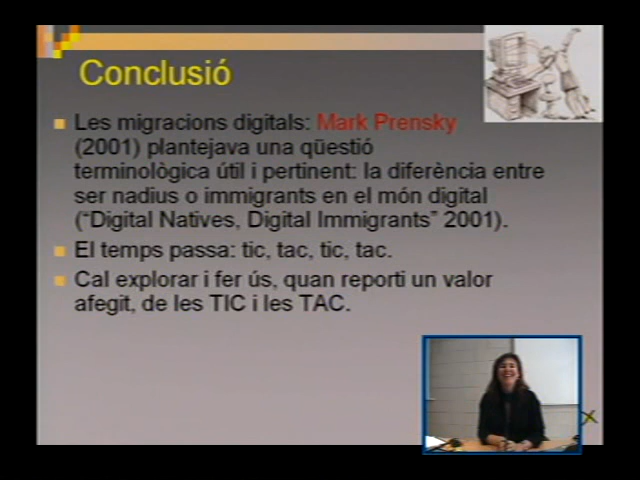 Conclusió
Les migracions digitals: Mark Prensky
(2001) plantejava una qüestió
terminològica útil i pertinent: la diferència entre
ser nadius o immigrants en el món digital
(“Digital Natives, Digital Immigrants” 2001).
El temps passa: tic, tac, tic, tac.
Cal explorar i fer ús, quan reporti un valor
afegit, de les TIC i les TAC.